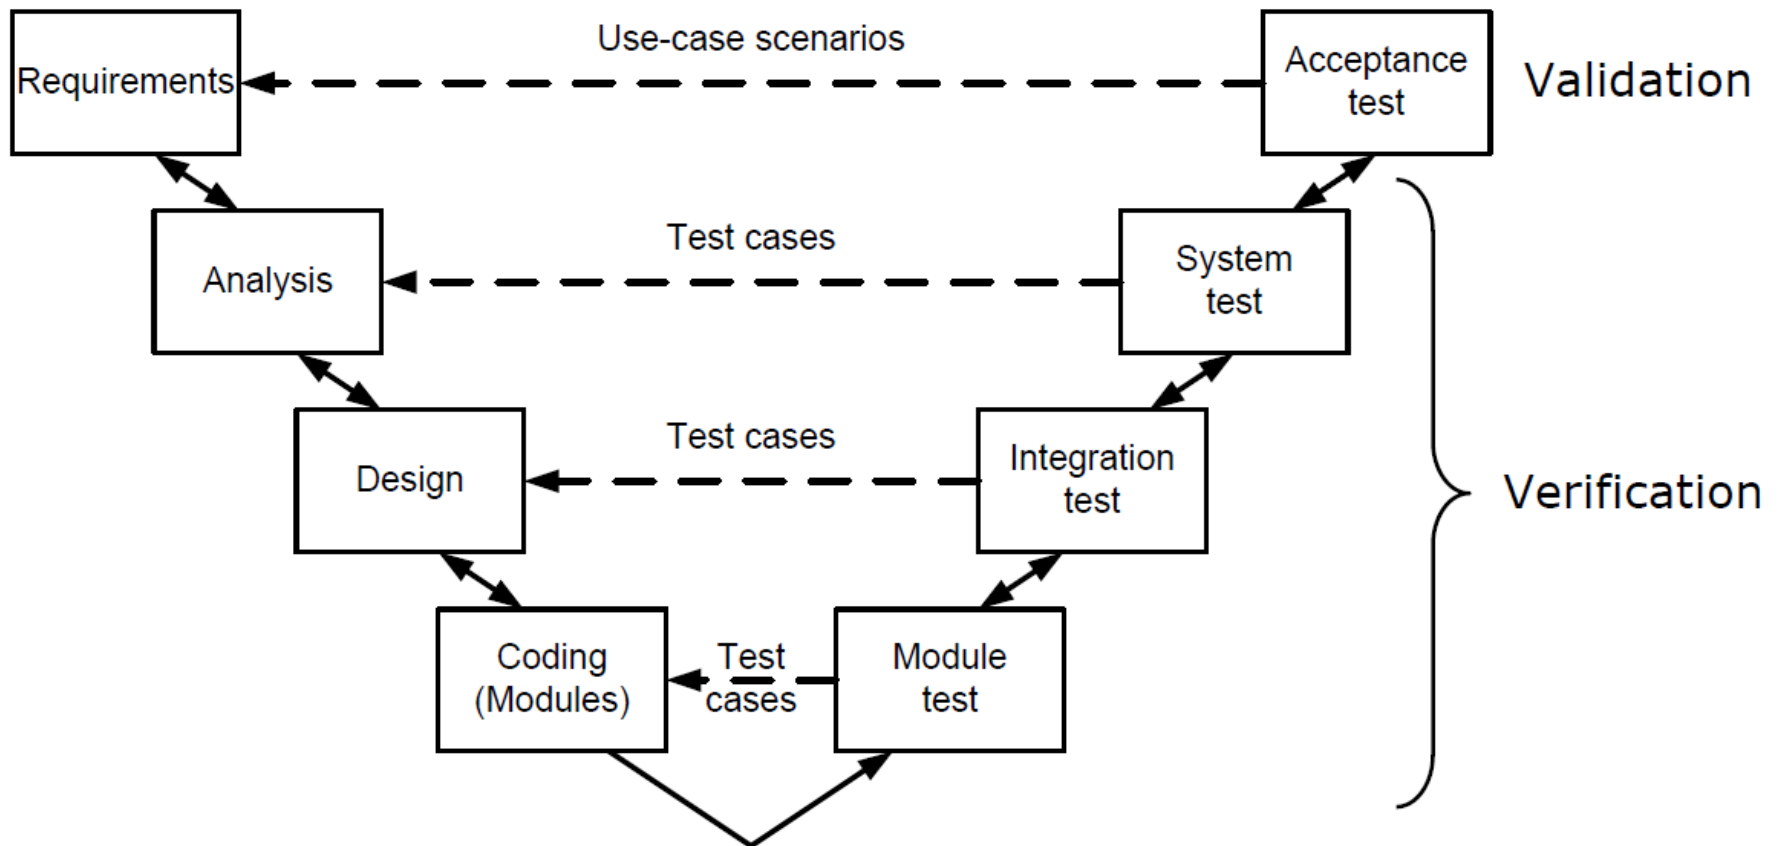 Use-case scenarios
Requirements
Acceptance
test
Validation
Test cases
Analysis
System
test
Test cases
Design
Integration
test
Verification
Coding
(Modules)
Test
cases
Module
test